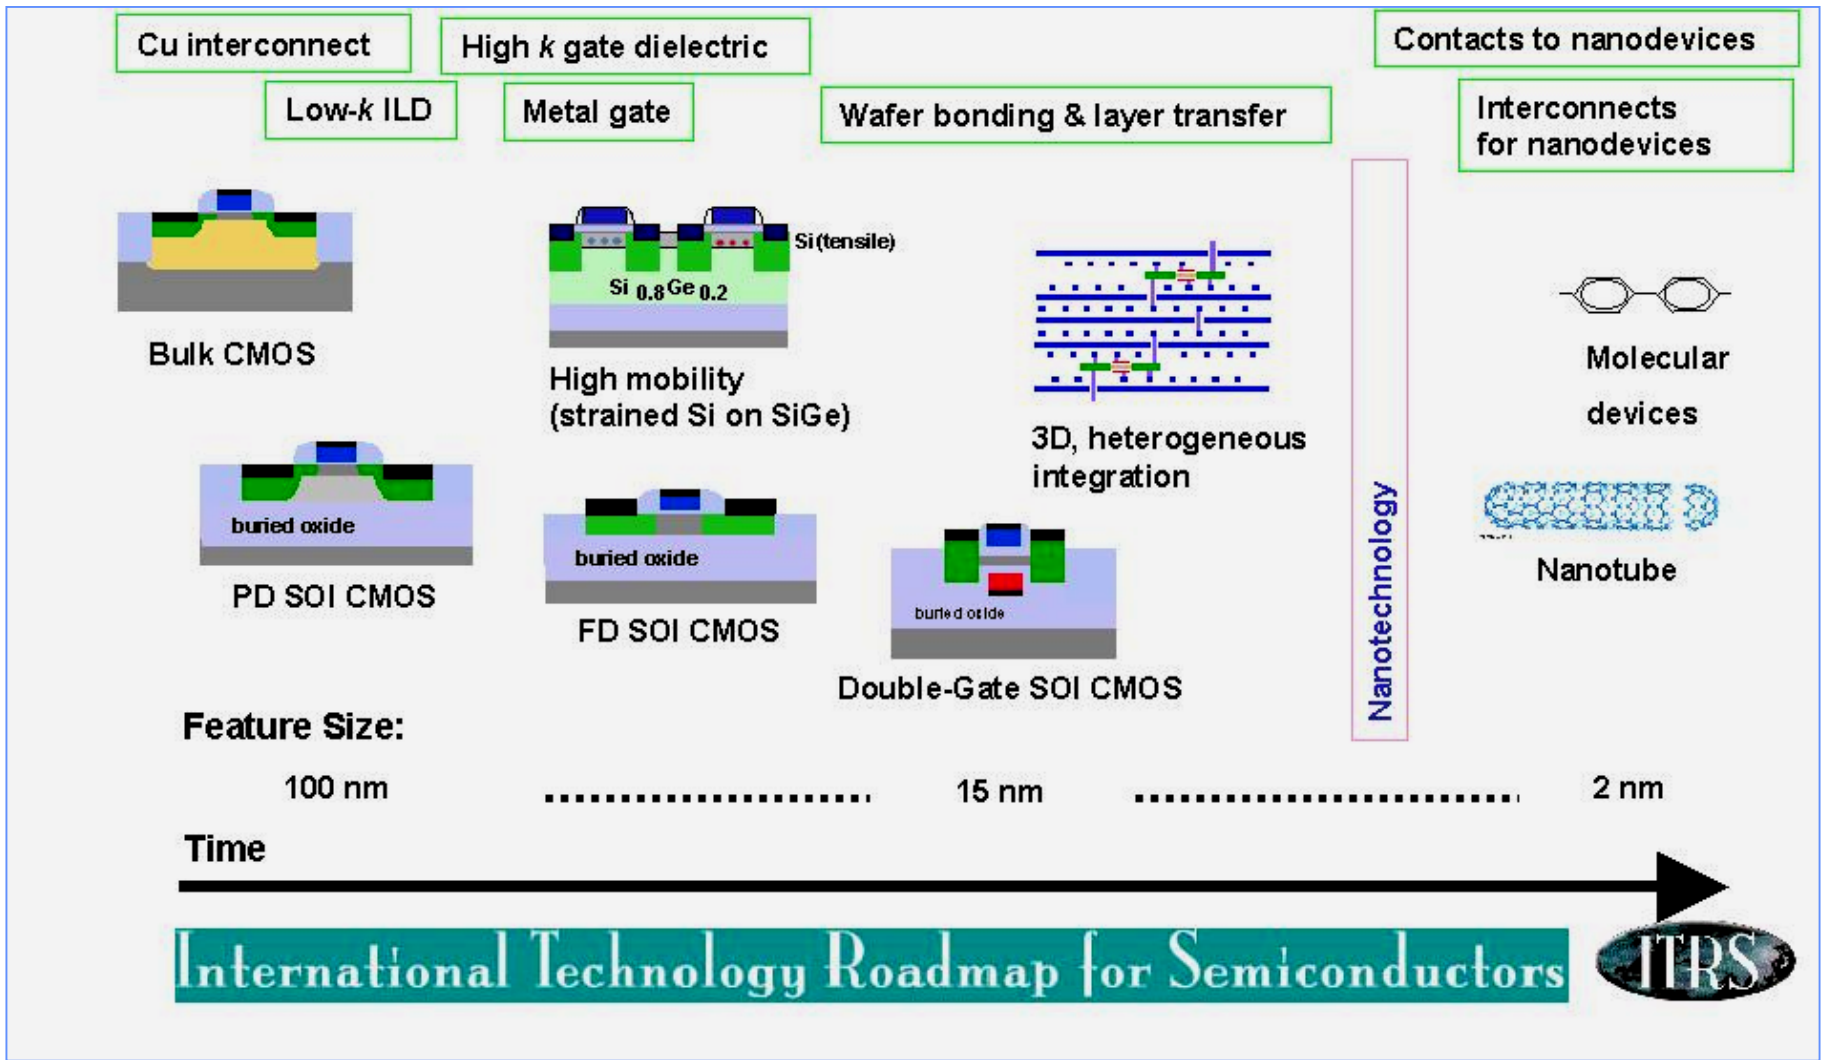 Cu interconnect
High k gate dielectric
Contacts to nanodevices
Low-k ILD
Metal gate
Wafer bonding & layer transfer
Interconnects
for nanodevices
Si(tensile)
Si 0.8 Ge 0.2
Bulk CMOS
High mobility
(strained Si on SiGe)
3D, heterogeneous
integration
Molecular
devices
buried oxide
PD SOI CMOS
buried oxide
FD SOI CMOS
buried oxide
Double-Gate SOI CMOS
Nanotechnology
Nanotube
Feature Size:
100 nm
15 nm
2 nm
Time
International Technology Roadmap for Semiconductors
ITRS